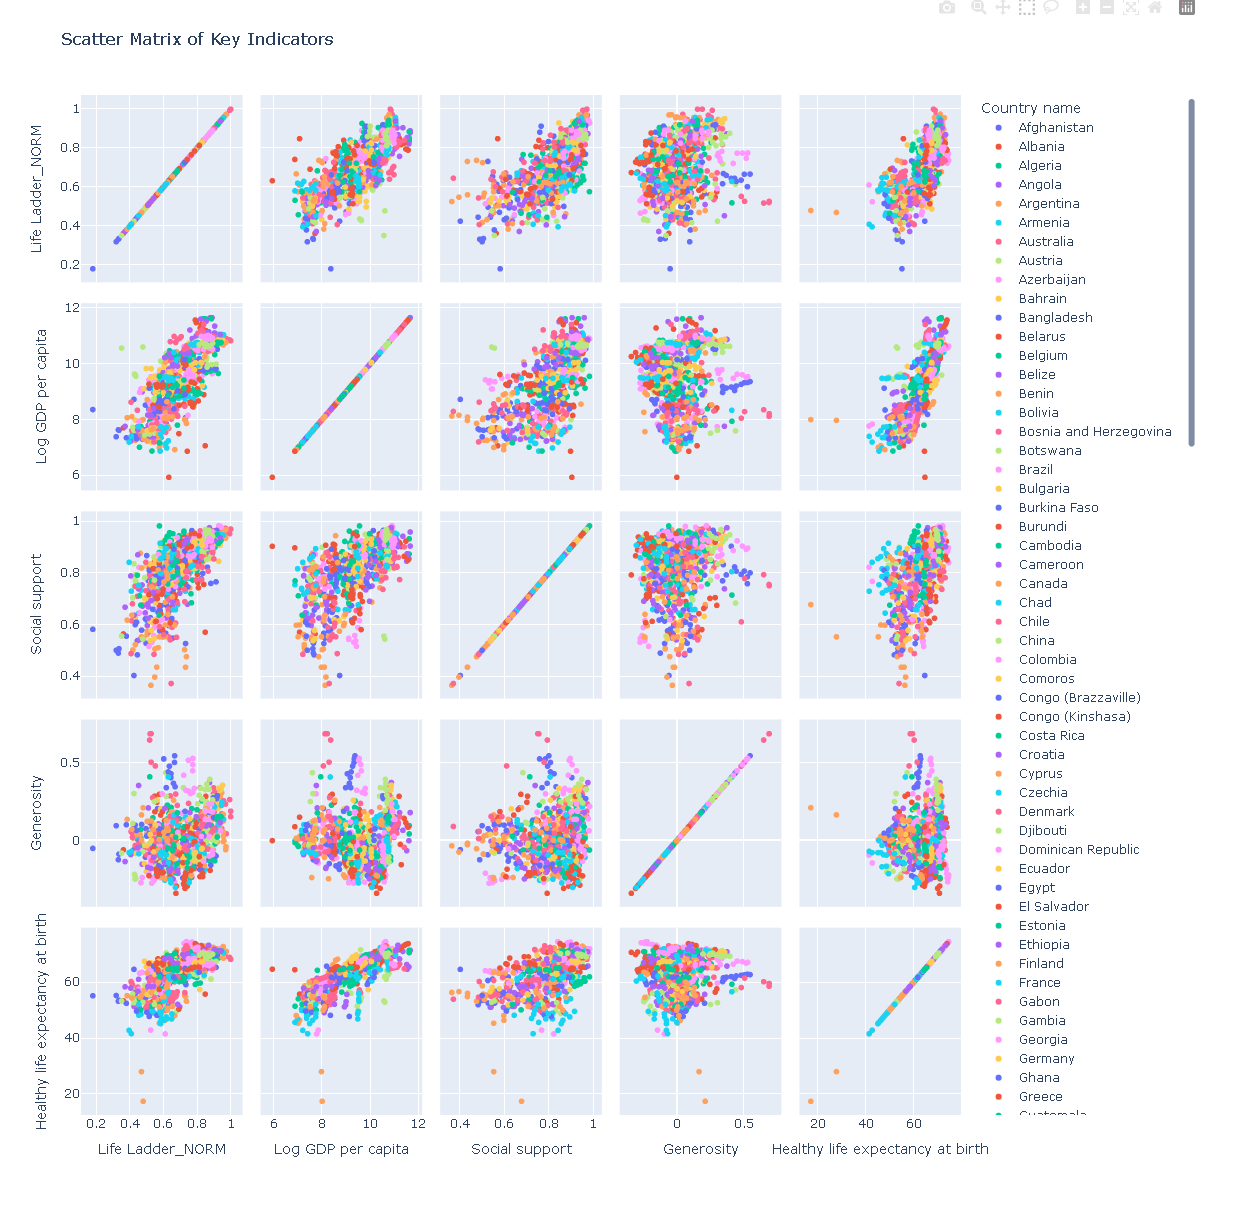 Scatter Matrix of Key Indicators
Life Ladder_NORM
1
0.8
0.6
0.4
0.2
Log GDP per capita
12
10
8
6
Social support
1
0.8
0.6
0.4
Generosity
0.5
0
Healthy life expectancy at birth
60
40
20
0.2
0.4
0.6
0.8
1
6
8
10
12
0.4
0.6
0.8
1
0
0.5
20
40
60
Life Ladder_NORM
Log GDP per capita
Social support
Generosity
Healthy life expectancy at birth
Country name
Afghanistan
Albania
Algeria
Angola
Argentina
Armenia
Australia
Austria
Azerbaijan
Bahrain
Bangladesh
Belarus
Belgium
Belize
Benin
Bolivia
Bosnia and Herzegovina
Botswana
Brazil
Bulgaria
Burkina Faso
Burundi
Cambodia
Cameroon
Canada
Chad
Chile
China
Colombia
Comoros
Congo (Brazzaville)
Congo (Kinshasa)
Costa Rica
Croatia
Cyprus
Czechia
Denmark
Djibouti
Dominican Republic
Ecuador
Egypt
El Salvador
Estonia
Ethiopia
Finland
France
Gabon
Gambia
Georgia
Germany
Ghana
Greece